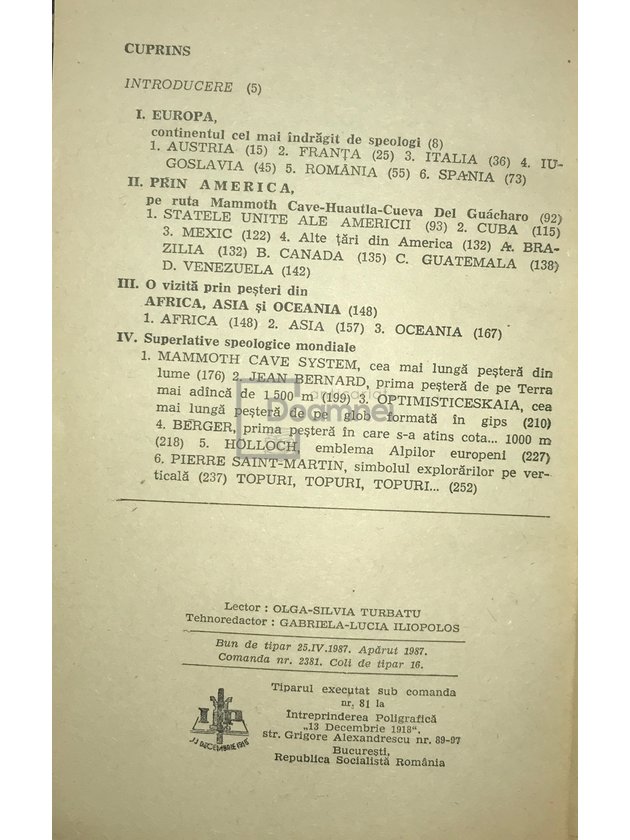 CUPRINS
INTRODUCERE (5)
I. EUROPA,
continentul cel mai îndrăgit de speologi (8)
1. AUSTRIA (15) 2. FRANȚA (25) 3. ITALIA (36) 4. IU-
GOSLAVIA (45) 5. ROMÂNIA (55) 6. SPANIA (73)
II. PRIN AMERICA,
pe ruta Mammoth Cave-Huautla-Cueva Del Guácharo (92)
1. STATELE UNITE ALE AMERICII (93) 2. CUBA (115)
3. MEXIC (122) 4. Alte țări din America (132) A. BRA-
ZILIA (132) B. CANADA (135) C. GUATEMALA (138)
D. VENEZUELA (142)
III. O vizită prin peșteri din
AFRICA, ASIA și OCEANIA (148)
1. AFRICA (148) 2. ASIA (157) 3. OCEANIA (167)
IV. Superlative speologice mondiale
1. MAMMOTH CAVE SYSTEM, cea mai lungă peșteră din
lume (176) 2. JEAN BERNARD, prima peșteră de pe Terra
mai adîncă de 1 500 m (199) 3. OPTIMISTICESKAIA, cea
mai lungă peșteră de pe glob formată în gips (210)
4. BERGER, prima peșteră în care s-a atins cota... 1000 m
(218) 5. HOLLOCH, emblema Alpilor europeni (227)
6. PIERRE SAINT-MARTIN, simbolul explorărilor pe ver-
ticală (237) TOPURI, TOPURI, TOPURI... (252)
Doamnei
Lector : OLGA-SILVIA TURBATU
Tehnoredactor : GABRIELA-LUCIA ILIOPOLOS
Bun de tipar 25.IV.1987. Apărut 1987.
Comanda nr. 2381. Coli de tipar 16.
Tiparul executat sub comanda
nr. 81 la
Intreprinderea Poligrafică
„13 Decembrie 1918“,
str. Grigore Alexandrescu nr. 89-97
București,
Republica Socialistă România
13 DECEMBRIE 1918